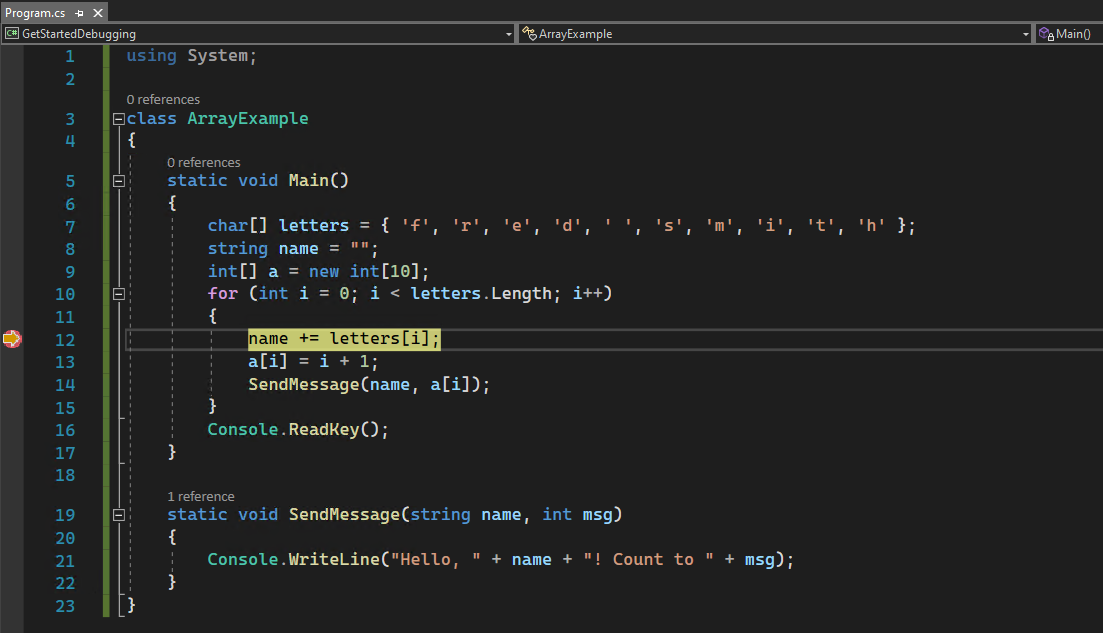 Program.cs
GetStartedDebugging ArrayExample Main()
1 using System;
2
0 references
3 class ArrayExample
4 {
0 references
5 static void Main()
6 {
7 char[] letters = { 'f', 'r', 'e', 'd', ' ', 's', 'm', 'i', 't', 'h' };
8 string name = "";
9 int[] a = new int[10];
10 for (int i = 0; i < letters.Length; i++)
11 {
12 name += letters[i];
13 a[i] = i + 1;
14 SendMessage(name, a[i]);
15 }
16 Console.ReadKey();
17 }
18
1 reference
19 static void SendMessage(string name, int msg)
20 {
21 Console.WriteLine("Hello, " + name + "! Count to " + msg);
22 }
23 }